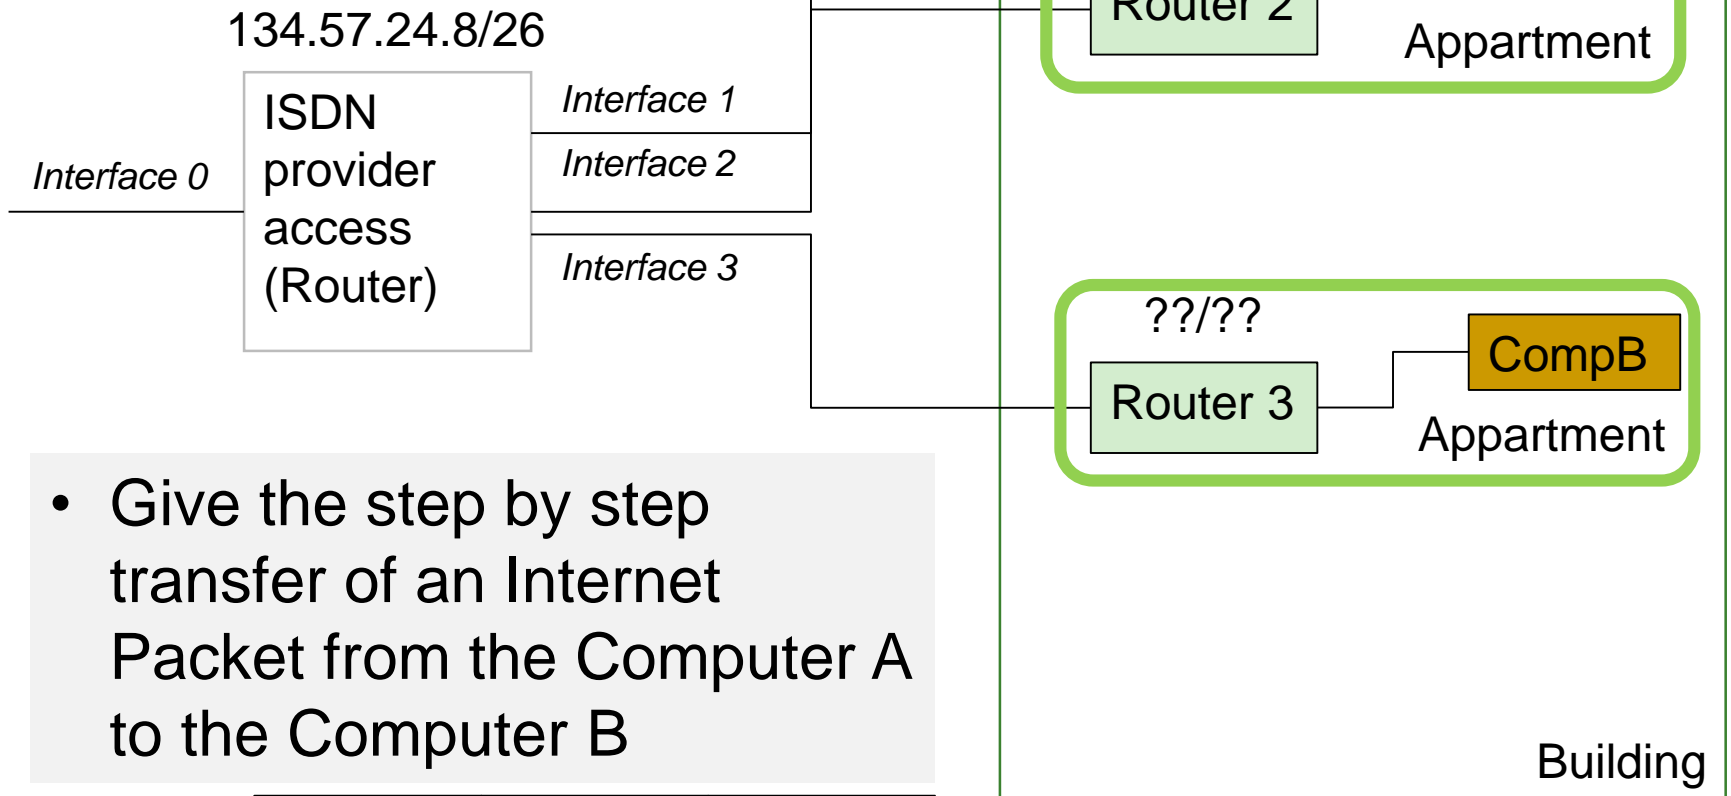 Router 2
134.57.24.8/26
Appartment
ISDN
provider
access
(Router)
Interface 0
Interface 1
Interface 2
Interface 3
??/??
CompB
Router 3
Appartment
• Give the step by step
transfer of an Internet
Packet from the Computer A
to the Computer B
Building